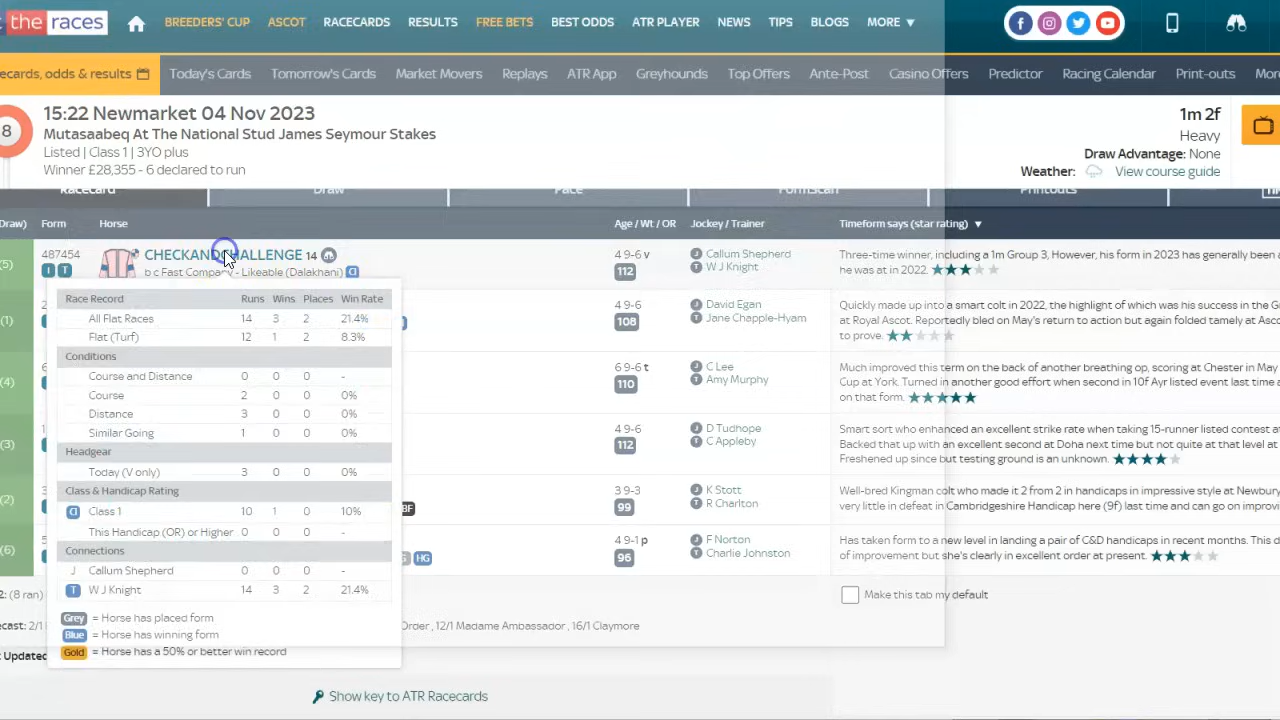 the races BREEDERS' CUP ASCOT RACECARDS RESULTS FREE BETS BEST ODDS ATR PLAYER NEWS TIPS BLOGS MORE ▼
ecards, odds & results Today's Cards Tomorrow's Cards Market Movers Replays ATR App Greyhounds Top Offers Ante-Post Casino Offers Predictor Racing Calendar Print-outs More
8
15:22 Newmarket 04 Nov 2023
Mutasaabeq At The National Stud James Seymour Stakes
Listed | Class 1 | 3YO plus
Winner £28,355 - 6 declared to run
1m 2f
Heavy
Draw Advantage: None
Weather: View course guide
Racecard Draw Pace FormScan Printouts
Draw) Form Horse Age / Wt / OR Jockey / Trainer Timeform says (star rating) ▼
(5) 487454 CHECKANDCHALLENGE 14 4 9-6 v J Callum Shepherd Three-time winner, including a 1m Group 3, However, his form in 2023 has generally been a
I T b c Fast Company - Likeable (Dalakhani) C1 112 T W J Knight he was at in 2022. ★★★★★
(1) 4 9-6 J David Egan Quickly made up into a smart colt in 2022, the highlight of which was his success in the G
108 T Jane Chapple-Hyam at Royal Ascot. Reportedly bled on May's return to action but again folded tamely at Asc
to prove. ★★★★★
(4) 6 9-6 t J C Lee Much improved this term on the back of another breathing op, scoring at Chester in May
110 T Amy Murphy Cup at York. Turned in another good effort when second in 10f Ayr listed event last time a
on that form. ★★★★★
(3) 4 9-6 J D Tudhope Smart sort who enhanced an excellent strike rate when taking 15-runner listed contest at
112 T C Appleby Backed that up with an excellent second at Doha next time but not quite at that level at
Freshened up since but testing ground is an unknown. ★★★★★
(2) 3 9-3 J K Stott Well-bred Kingman colt who made it 2 from 2 in handicaps in impressive style at Newbury
BF 99 T R Charlton very little in defeat in Cambridgeshire Handicap here (9f) last time and can go on improvi
(6) 4 9-1 p J F Norton Has taken form to a new level in landing a pair of C&D handicaps in recent months. This d
HG 96 T Charlie Johnston of improvement but she's clearly in excellent order at present. ★★★★★
Race Record Runs Wins Places Win Rate
All Flat Races 14 3 2 21.4%
Flat (Turf) 12 1 2 8.3%
Conditions
Course and Distance 0 0 0 -
Course 2 0 0 0%
Distance 3 0 0 0%
Similar Going 1 0 0 0%
Headgear
Today (V only) 3 0 0 0%
Class & Handicap Rating
C1 Class 1 10 1 0 10%
This Handicap (OR) or Higher 0 0 0 -
Connections
J Callum Shepherd 0 0 0 -
T W J Knight 14 3 2 21.4%
Grey = Horse has placed form
Blue = Horse has winning form
Gold = Horse has a 50% or better win record
2: (8 ran) Make this tab my default
ecast: 2/1 Order , 12/1 Madame Ambassador , 16/1 Claymore
t Updated
Show key to ATR Racecards